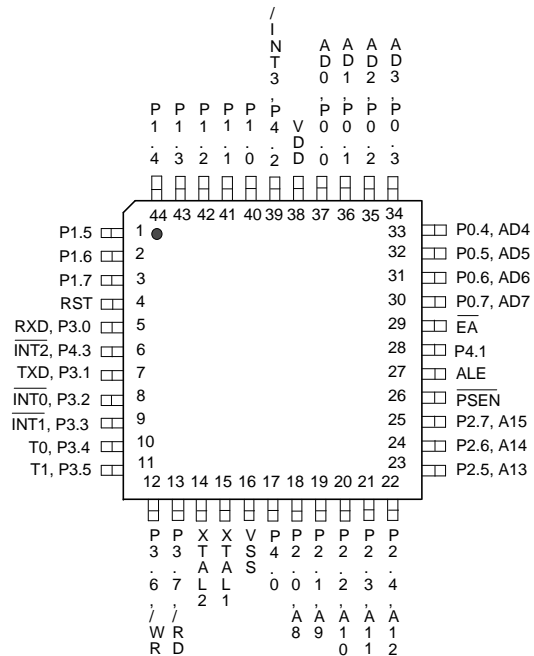 P1.4
P1.3
P1.2
P1.1
P1.0
/INT3,P4.2
VDD
AD0,P0.0
AD1,P0.1
AD2,P0.2
AD3,P0.3
44 43 42 41 40 39 38 37 36 35 34
P1.5 1
P1.6 2
P1.7 3
RST 4
RXD, P3.0 5
INT2, P4.3 6
TXD, P3.1 7
INT0, P3.2 8
INT1, P3.3 9
T0, P3.4 10
T1, P3.5 11
33 P0.4, AD4
32 P0.5, AD5
31 P0.6, AD6
30 P0.7, AD7
29 EA
28 P4.1
27 ALE
26 PSEN
25 P2.7, A15
24 P2.6, A14
23 P2.5, A13
12 13 14 15 16 17 18 19 20 21 22
P3.6,/WR
P3.7,/RD
XTAL2
XTAL1
VSS
P4.0
P2.0,A8
P2.1,A9
P2.2,A10
P2.3,A11
P2.4,A12